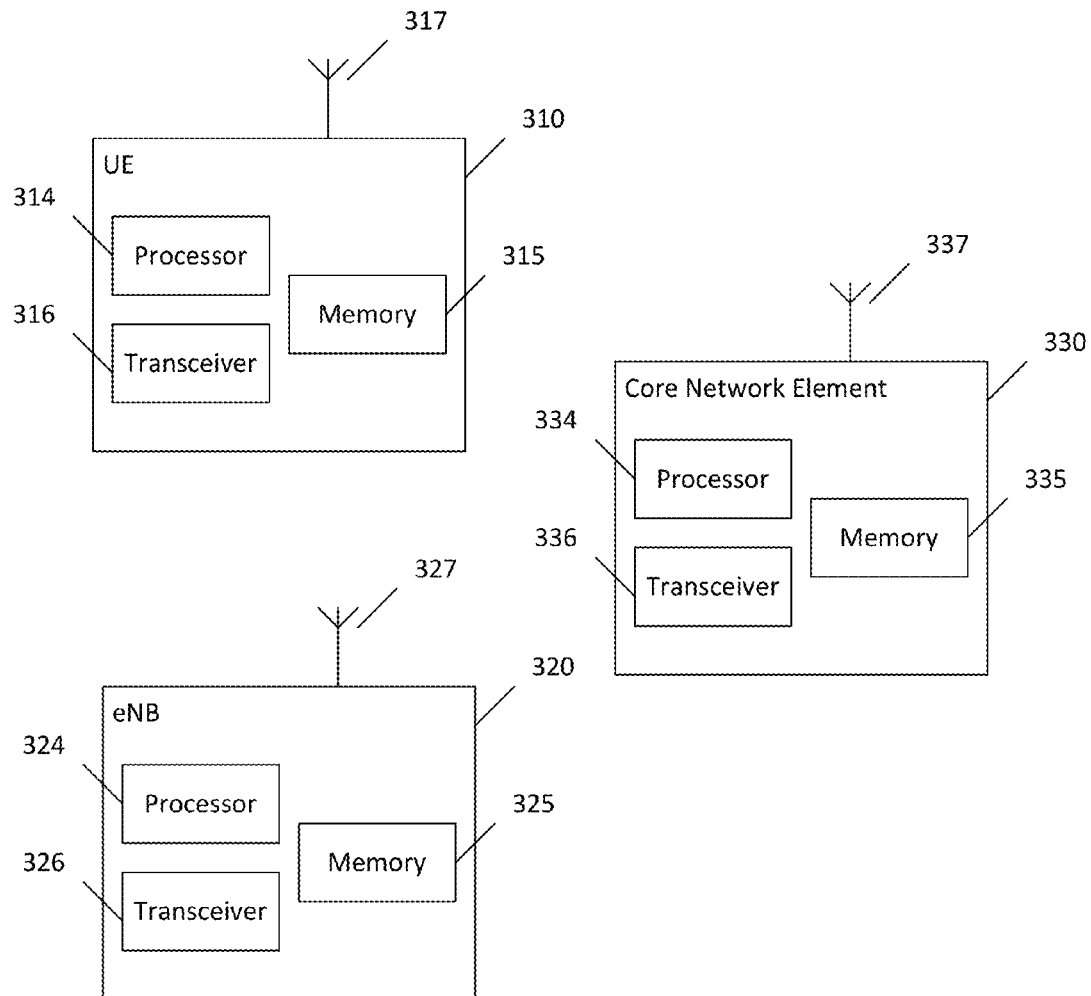 317
310
UE
314
Processor
315
Memory
316
Transceiver
337
330
Core Network Element
334
Processor
335
Memory
336
Transceiver
327
320
eNB
324
Processor
325
Memory
326
Transceiver